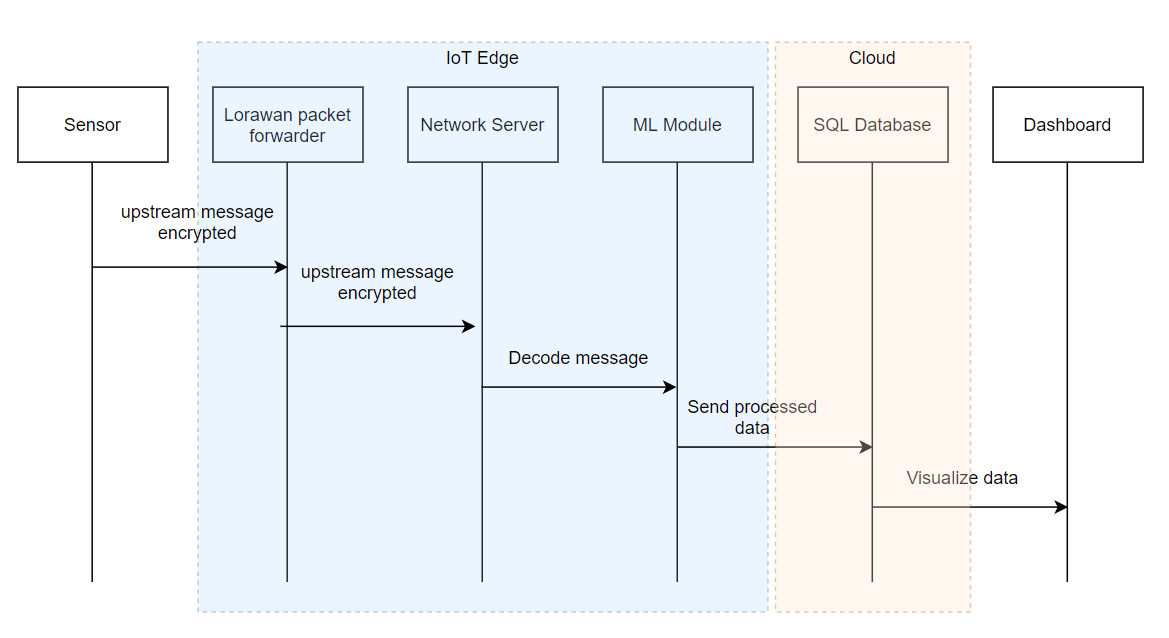 IoT Edge
Cloud
Sensor
Lorawan packet
forwarder
Network Server
ML Module
SQL Database
Dashboard
upstream message
encrypted
upstream message
encrypted
Decode message
Send processed
data
Visualize data